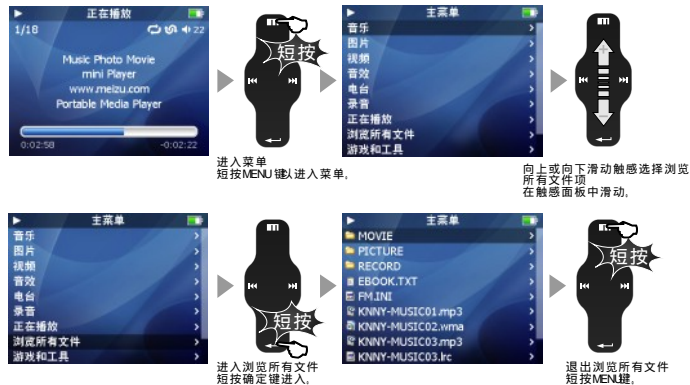 正在播放
1/18 22
Music Photo Movie
mini Player
www.meizu.com
Portable Media Player
0:02:58 -0:02:22
m
短按
进入菜单
短按MENU键以进入菜单,
主菜单
音乐
图片
视频
音效
电台
录音
正在播放
浏览所有文件
游戏和工具
m
向上或向下滑动触感选择浏览
所有文件项
在触感面板中滑动,
主菜单
音乐
图片
视频
音效
电台
录音
正在播放
浏览所有文件
游戏和工具
m
短按
进入浏览所有文件
短按确定键进入,
主菜单
MOVIE
PICTURE
RECORD
EBOOK.TXT
FM.INI
KNNY-MUSIC01.mp3
KNNY-MUSIC02.wma
KNNY-MUSIC03.mp3
KNNY-MUSIC03.lrc
m
短按
退出浏览所有文件
短按MENU键,